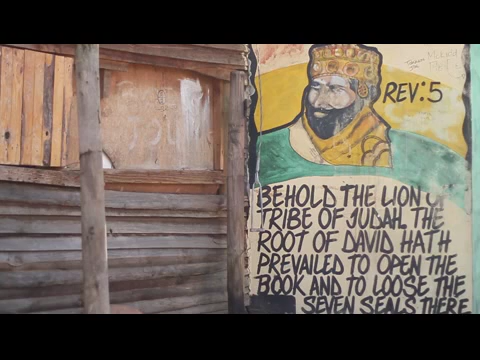 REV:5
BEHOLD THE LION OF
TRIBE OF JUDAH. THE
ROOT OF DAVID HATH
PREVAILED TO OPEN THE
BOOK AND TO LOOSE THE
SEVEN SEALS THERE